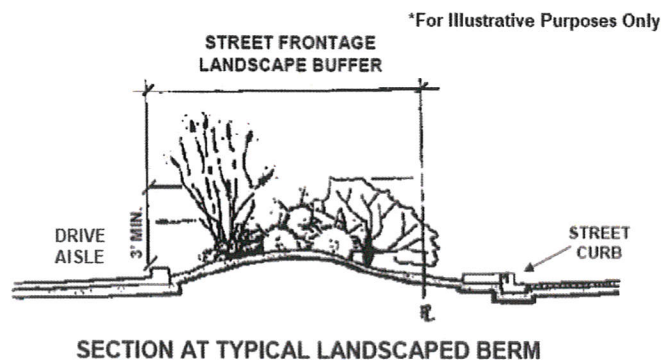 *For Illustrative Purposes Only
STREET FRONTAGE
LANDSCAPE BUFFER
3' MIN.
DRIVE
AISLE
STREET
CURB
SECTION AT TYPICAL LANDSCAPED BERM